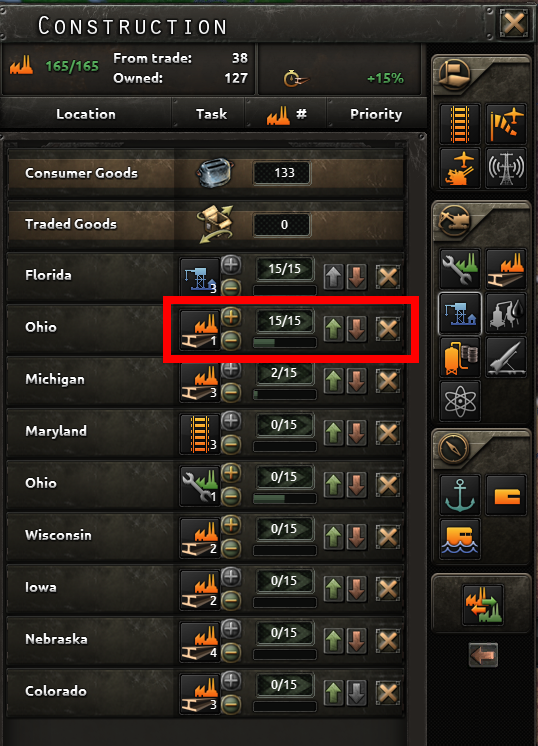 CONSTRUCTION
165/165
From trade: 38
Owned: 127
+15%
Location Task # Priority
Consumer Goods 133
Traded Goods 0
Florida 3 15/15
Ohio 1 15/15
Michigan 3 2/15
Maryland 3 0/15
Ohio 1 0/15
Wisconsin 2 0/15
Iowa 2 0/15
Nebraska 4 0/15
Colorado 3 0/15